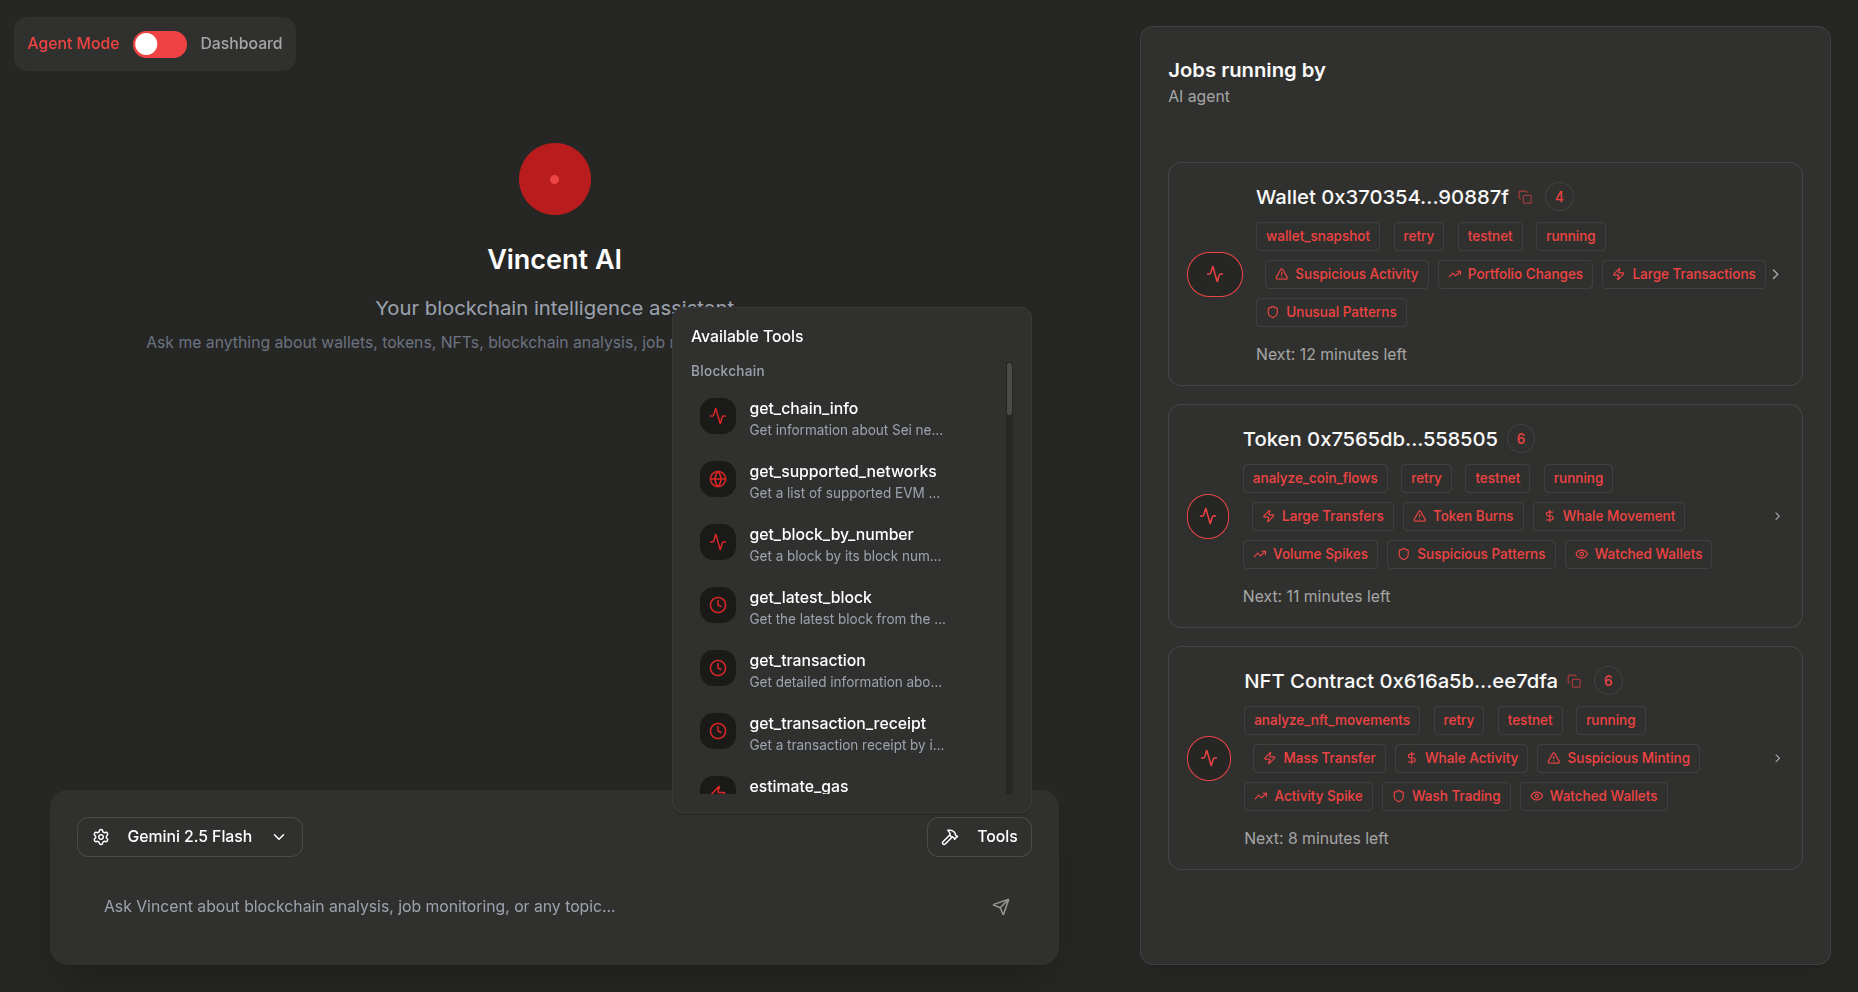 Agent Mode Dashboard
Vincent AI
Your blockchain intelligence assistant
Ask me anything about wallets, tokens, NFTs, blockchain analysis, job
Available Tools
Blockchain
get_chain_info
Get information about Sei ne...
get_supported_networks
Get a list of supported EVM ...
get_block_by_number
Get a block by its block num...
get_latest_block
Get the latest block from the ...
get_transaction
Get detailed information abo...
get_transaction_receipt
Get a transaction receipt by i...
estimate_gas
Gemini 2.5 Flash
Tools
Ask Vincent about blockchain analysis, job monitoring, or any topic...
Jobs running by
AI agent
Wallet 0x370354...90887f 4
wallet_snapshot retry testnet running
Suspicious Activity Portfolio Changes Large Transactions
Unusual Patterns
Next: 12 minutes left
Token 0x7565db...558505 6
analyze_coin_flows retry testnet running
Large Transfers Token Burns Whale Movement
Volume Spikes Suspicious Patterns Watched Wallets
Next: 11 minutes left
NFT Contract 0x616a5b...ee7dfa 6
analyze_nft_movements retry testnet running
Mass Transfer Whale Activity Suspicious Minting
Activity Spike Wash Trading Watched Wallets
Next: 8 minutes left